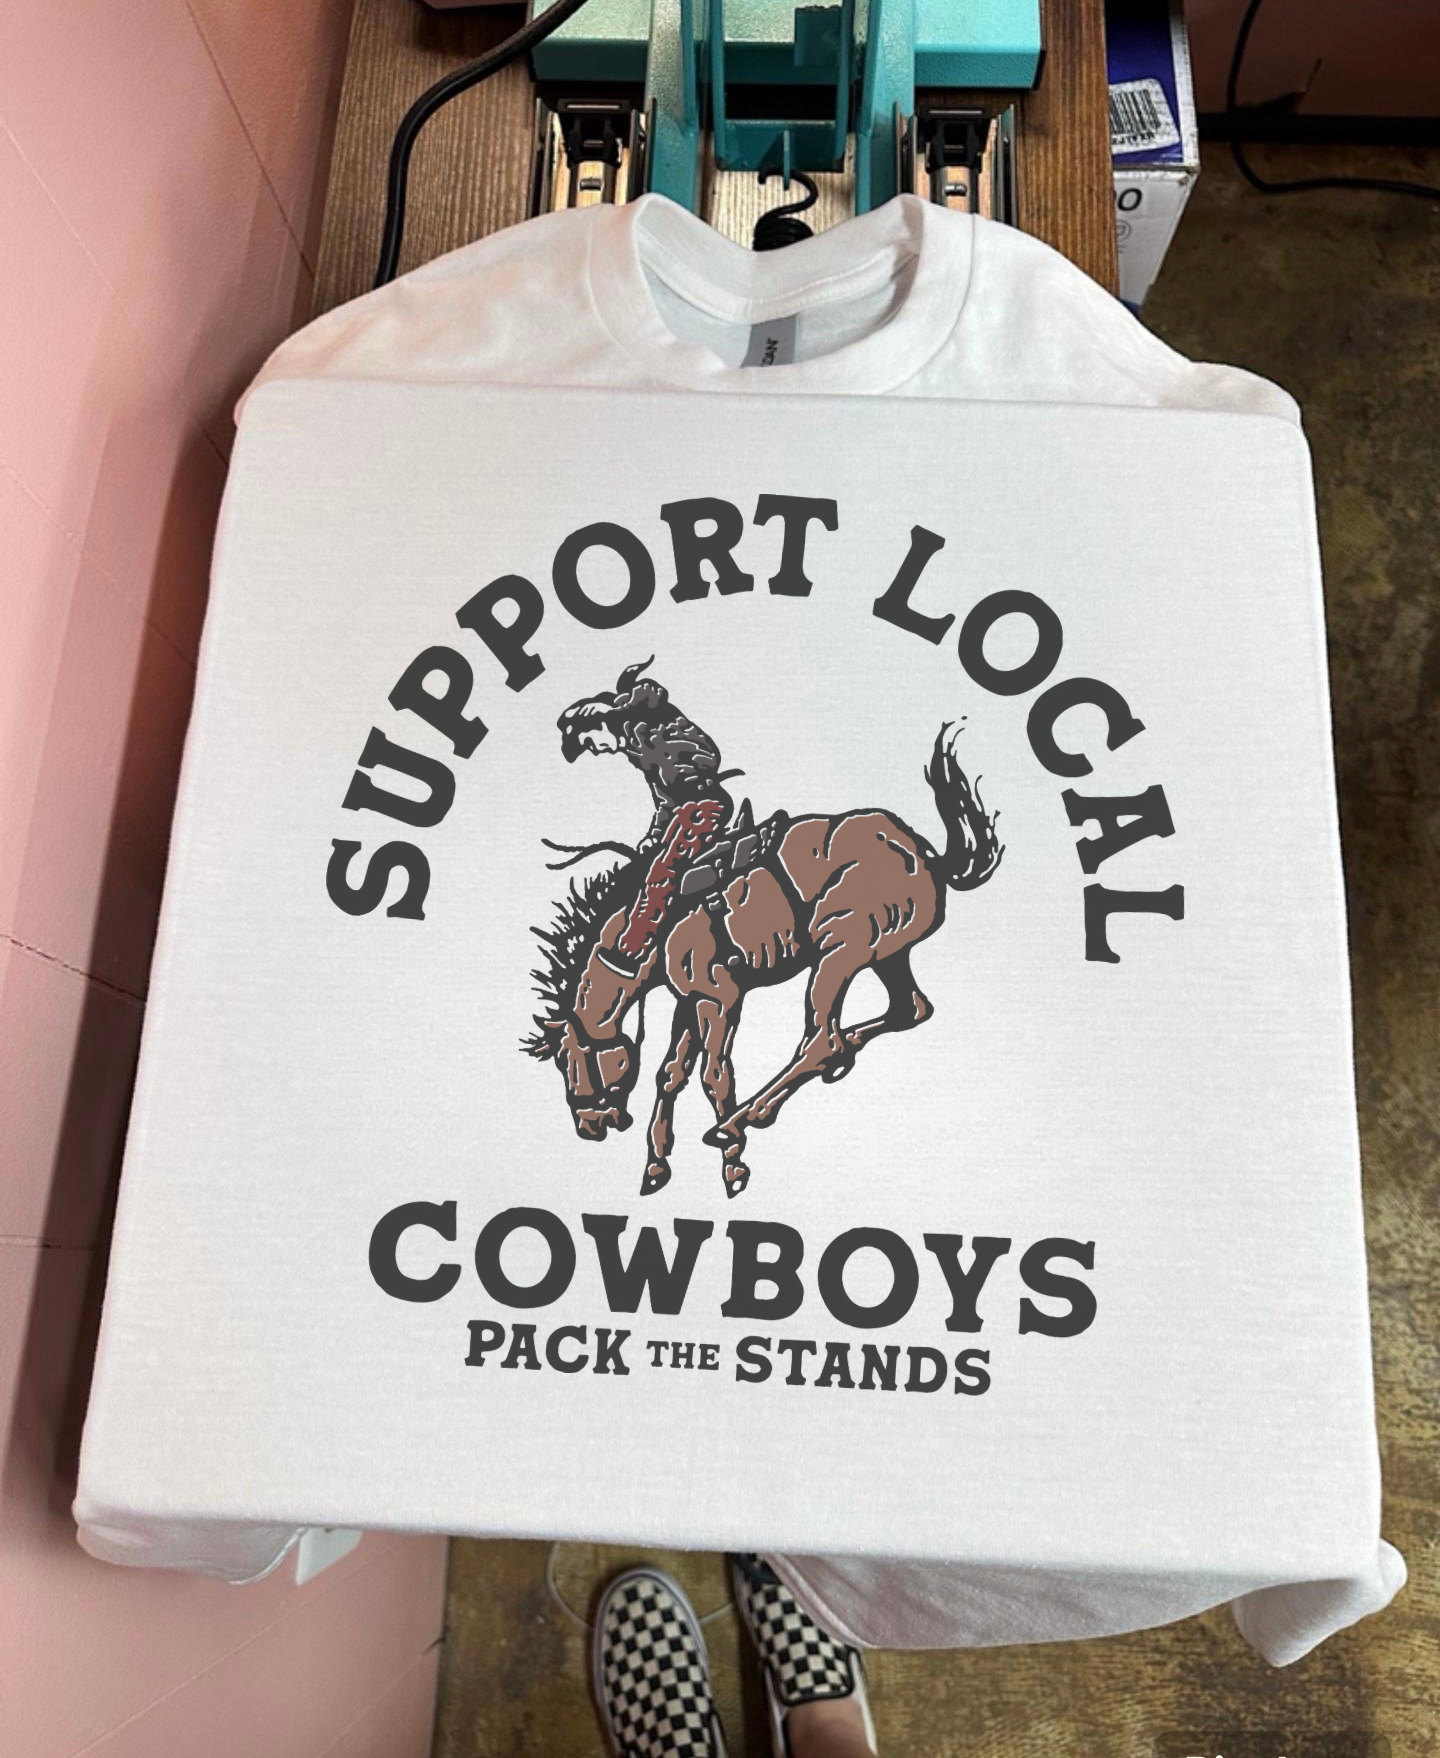 SUPPORT LOCAL
COWBOYS
PACK THE STANDS